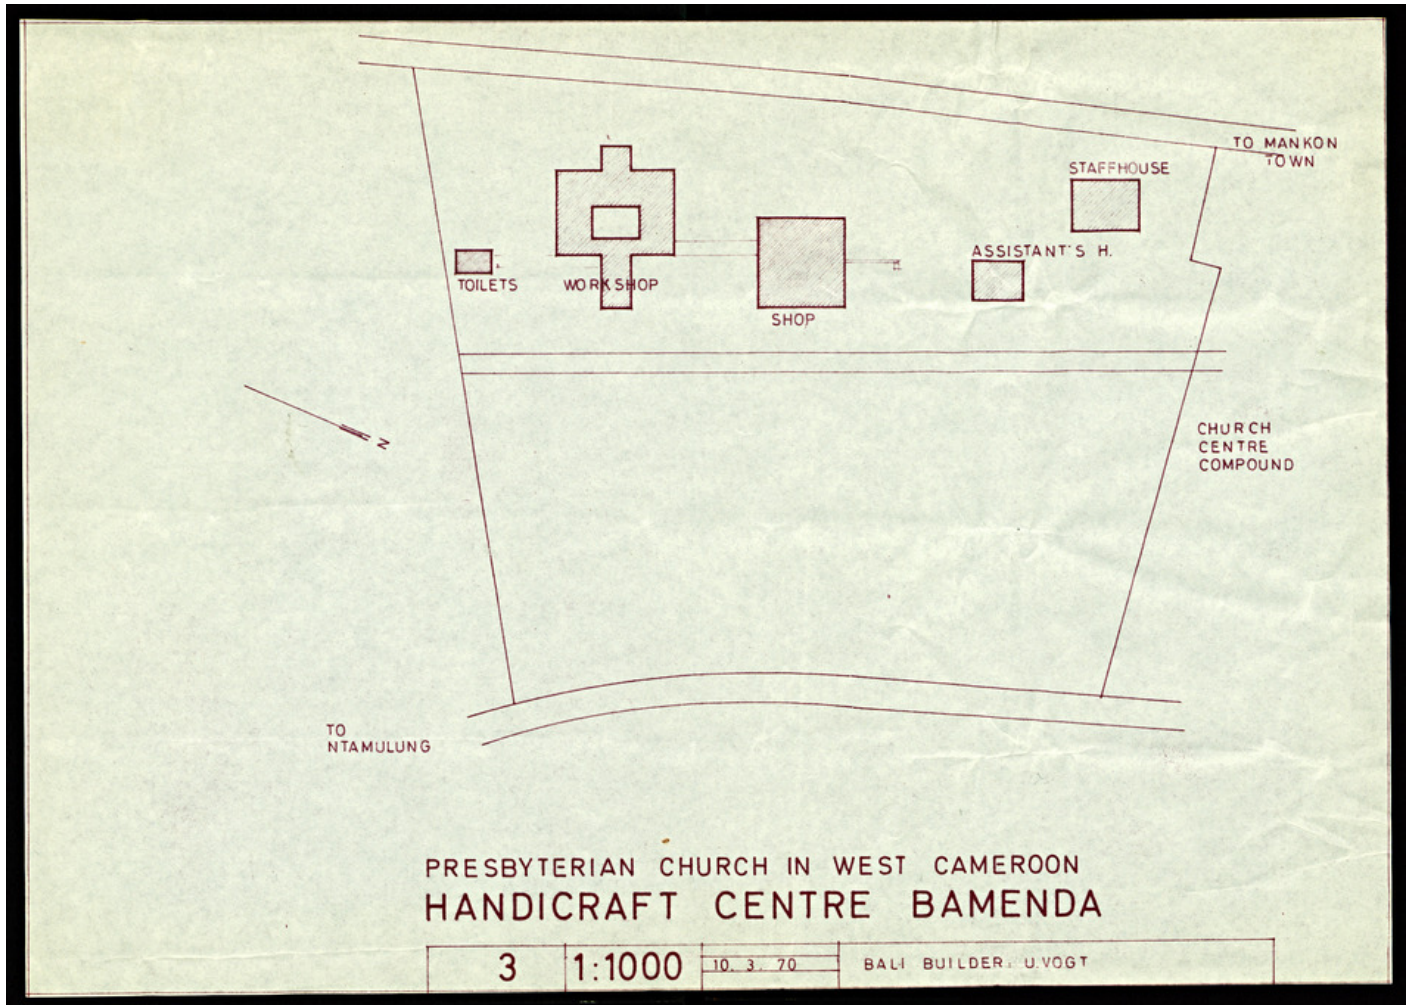 TO MANKON
TOWN
STAFFHOUSE
ASSISTANT'S H.
TOILETS
WORKSHOP
SHOP
N
CHURCH
CENTRE
COMPOUND
TO
NTAMULUNG
PRESBYTERIAN CHURCH IN WEST CAMEROON
HANDICRAFT CENTRE BAMENDA
3 1:1000 10. 3. 70 BALI BUILDER. U.VOGT